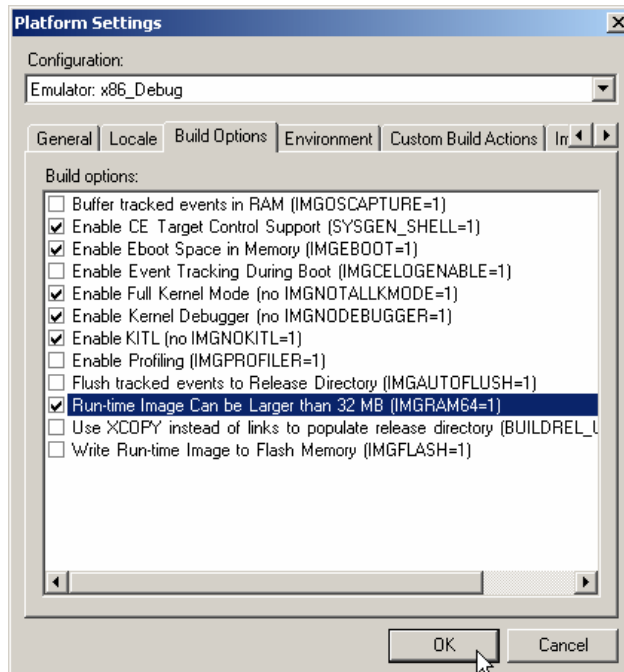 Platform Settings
Configuration:
Emulator: x86_Debug
General Locale Build Options Environment Custom Build Actions
Build options:
Buffer tracked events in RAM (IMGOSCAPTURE=1)
Enable CE Target Control Support (SYSGEN_SHELL=1)
Enable Eboot Space in Memory (IMGEBOOT=1)
Enable Event Tracking During Boot (IMGCELOGENABLE=1)
Enable Full Kernel Mode (no IMGNOTALLKMODE=1)
Enable Kernel Debugger (no IMGNODEBUGGER=1)
Enable KITL (no IMGNOKITL=1)
Enable Profiling (IMGPROFILER=1)
Flush tracked events to Release Directory (IMGAUTOFLUSH=1)
Run-time Image Can be Larger than 32 MB (IMGRAM64=1)
Use XCOPY instead of links to populate release directory (BUILDREL_U
Write Run-time Image to Flash Memory (IMGFLASH=1)
OK Cancel